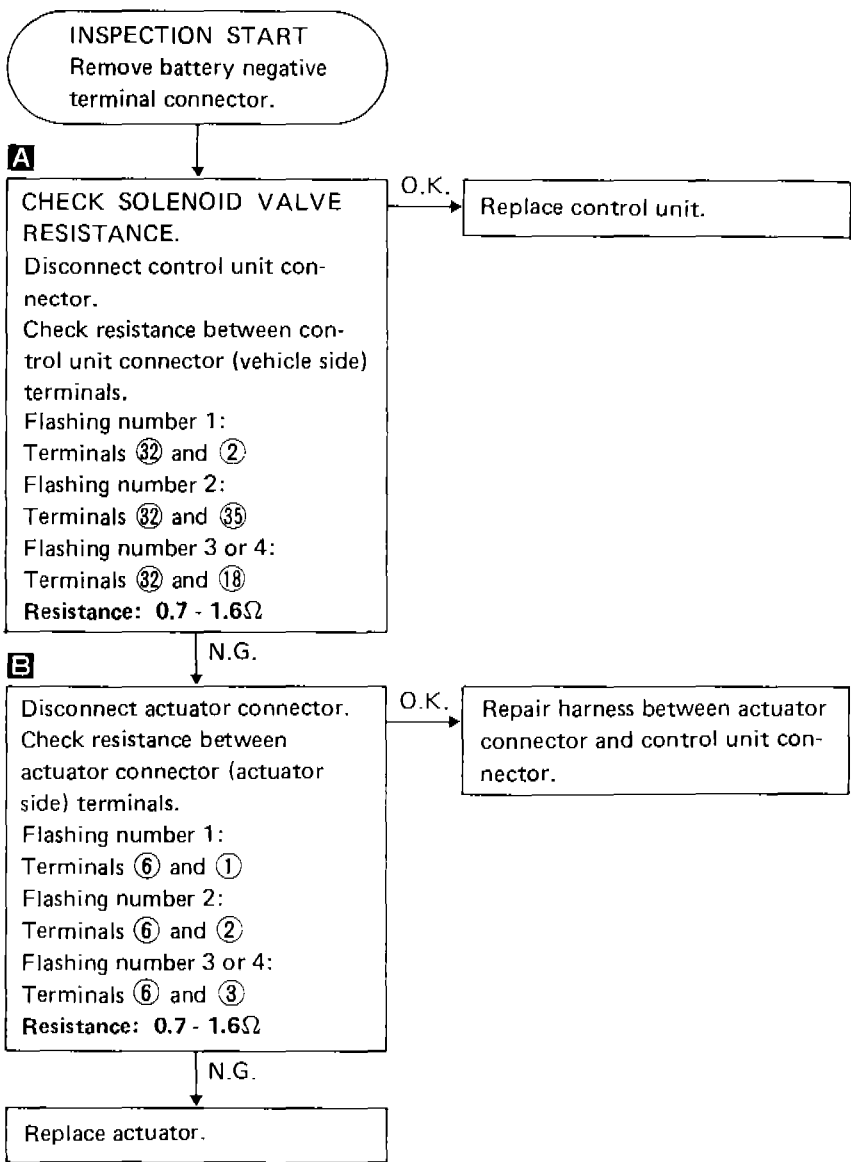 INSPECTION START
Remove battery negative
terminal connector.
A
CHECK SOLENOID VALVE
RESISTANCE.
Disconnect control unit con-
nector.
Check resistance between con-
trol unit connector (vehicle side)
terminals.
Flashing number 1:
Terminals ㉜ and ②
Flashing number 2:
Terminals ㉜ and ㉟
Flashing number 3 or 4:
Terminals ㉜ and ⑱
Resistance: 0.7 - 1.6Ω
O.K.
Replace control unit.
N.G.
B
Disconnect actuator connector.
Check resistance between
actuator connector (actuator
side) terminals.
Flashing number 1:
Terminals ⑥ and ①
Flashing number 2:
Terminals ⑥ and ②
Flashing number 3 or 4:
Terminals ⑥ and ③
Resistance: 0.7 - 1.6Ω
O.K.
Repair harness between actuator
connector and control unit con-
nector.
N.G.
Replace actuator.